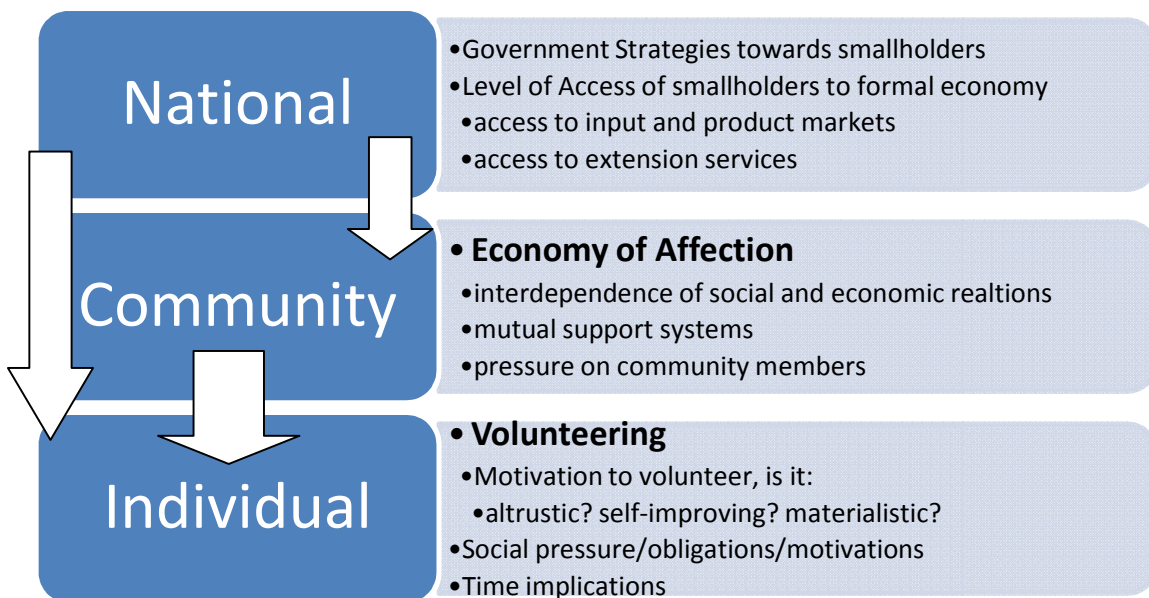 National
•Government Strategies towards smallholders
•Level of Access of smallholders to formal economy
•access to input and product markets
•access to extension services
Community
• Economy of Affection
•interdependence of social and economic realtions
•mutual support systems
•pressure on community members
Individual
• Volunteering
•Motivation to volunteer, is it:
•altrustic? self-improving? materialistic?
•Social pressure/obligations/motivations
•Time implications